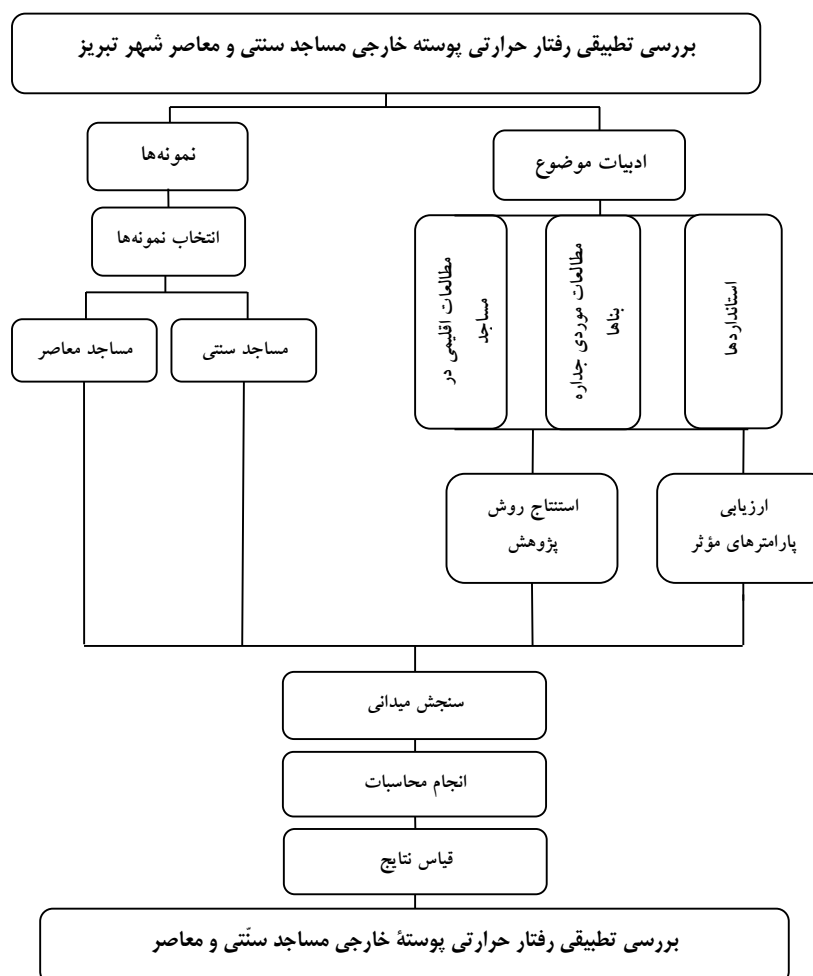 بررسی تطبیقی رفتار حرارتی پوسته خارجی مساجد سنتی و معاصر شهر تبریز
ادبیات موضوع
نمونه‌ها
انتخاب نمونه‌ها
استانداردها
مطالعات موردی جداره
بناها
مطالعات اقلیمی در
مساجد
مساجد سنتی
مساجد معاصر
ارزیابی
پارامترهای مؤثر
استنتاج روش
پژوهش
سنجش میدانی
انجام محاسبات
قیاس نتایج
بررسی تطبیقی رفتار حرارتی پوستهٔ خارجی مساجد سنّتی و معاصر